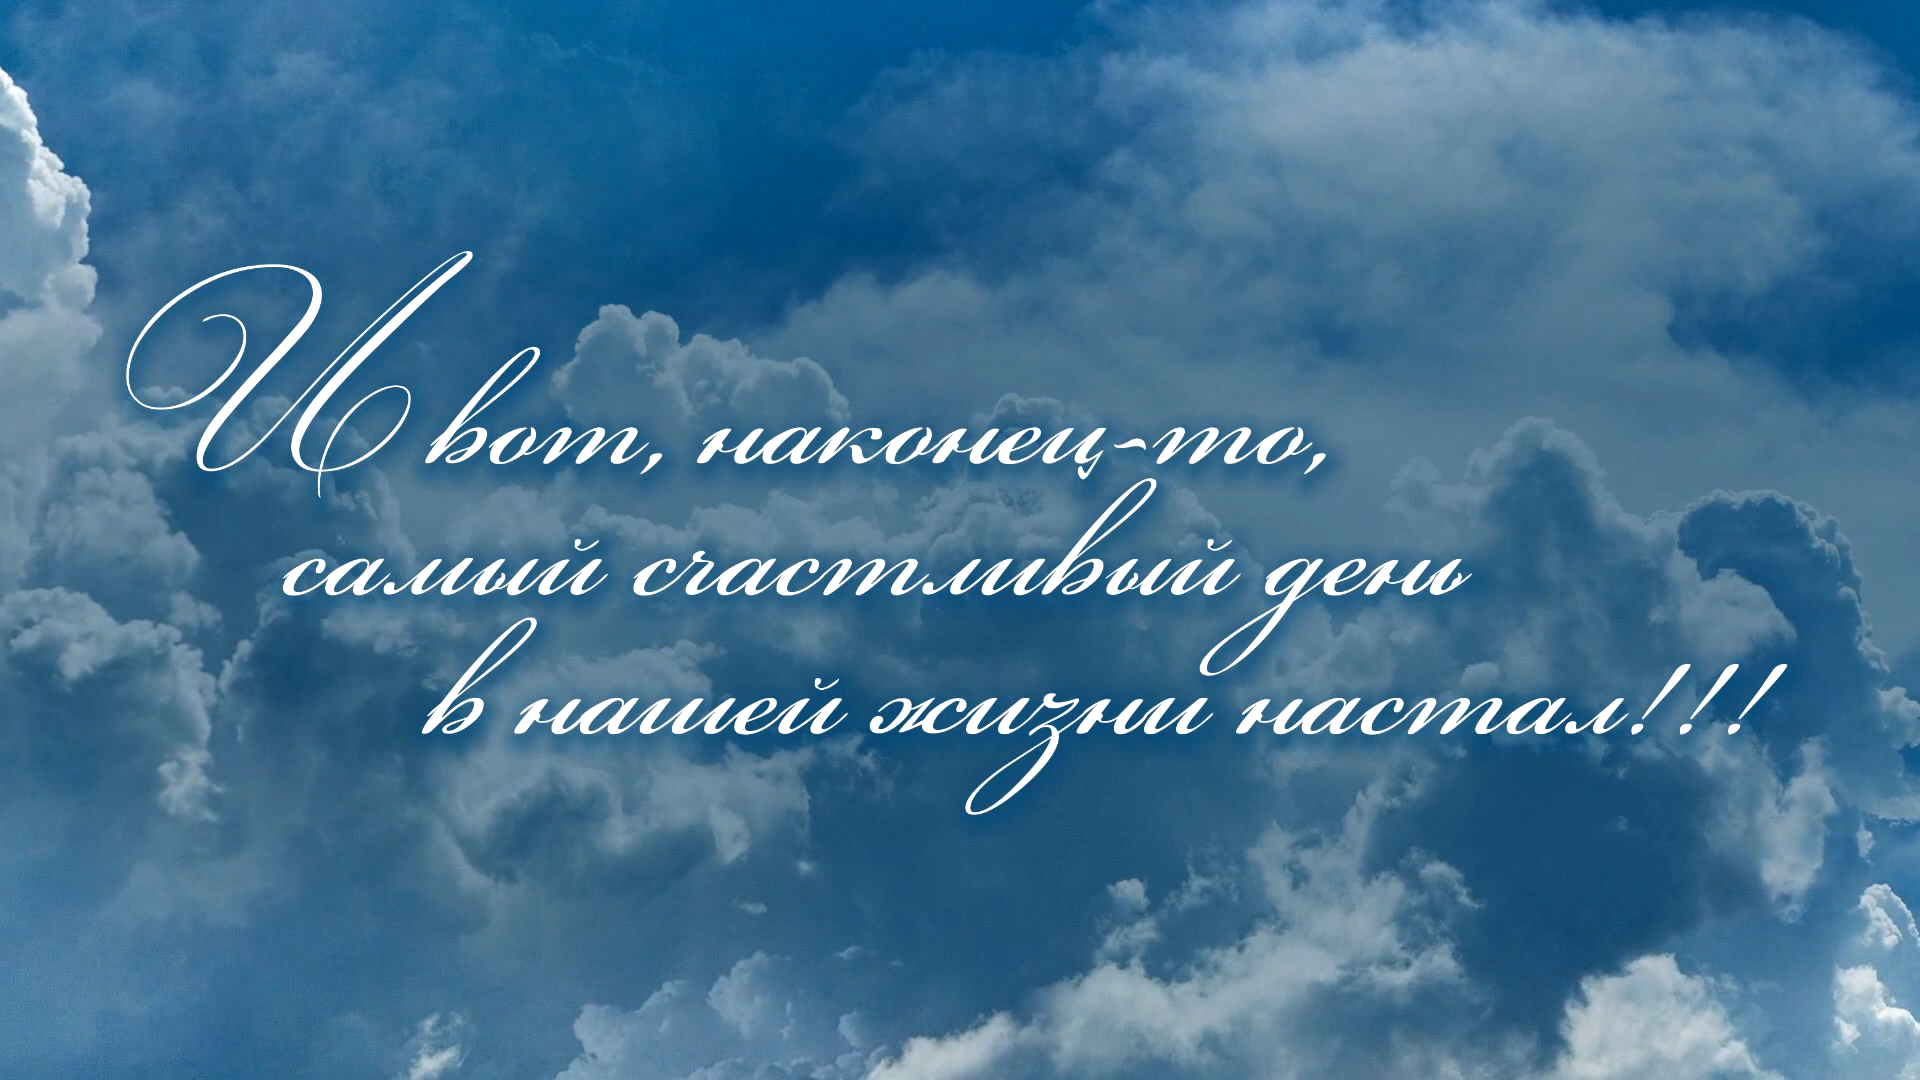 И вот, наконец-то,
самый счастливый день
в нашей жизни настал!!!